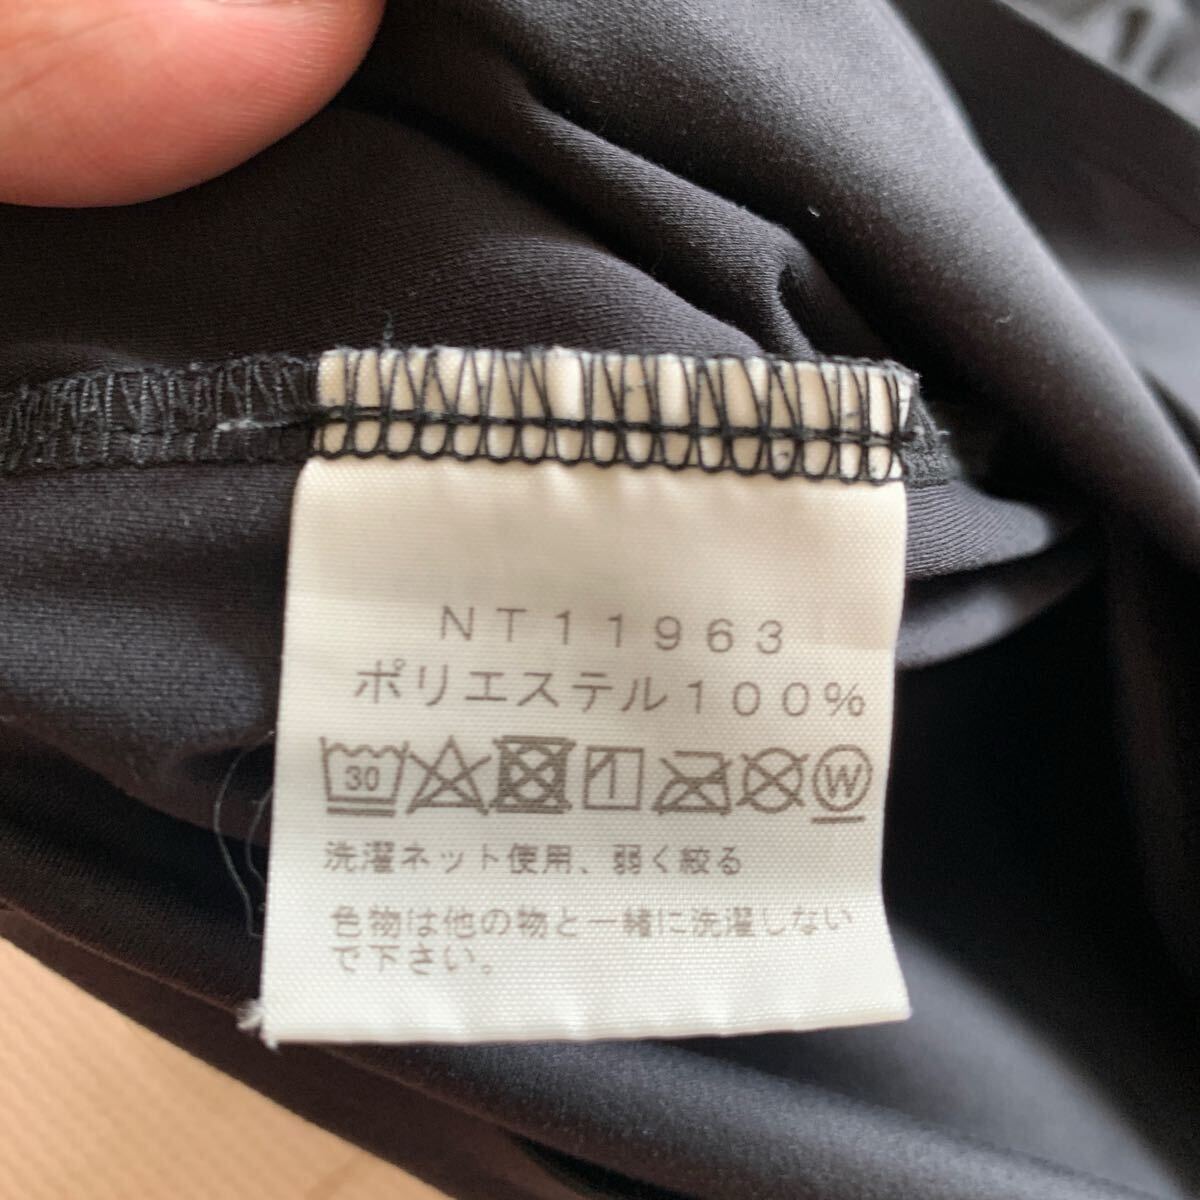 NT11963
ポリエステル100%
30 W
洗濯ネット使用、弱く絞る
色物は他の物と一緒に洗濯しない
で下さい。